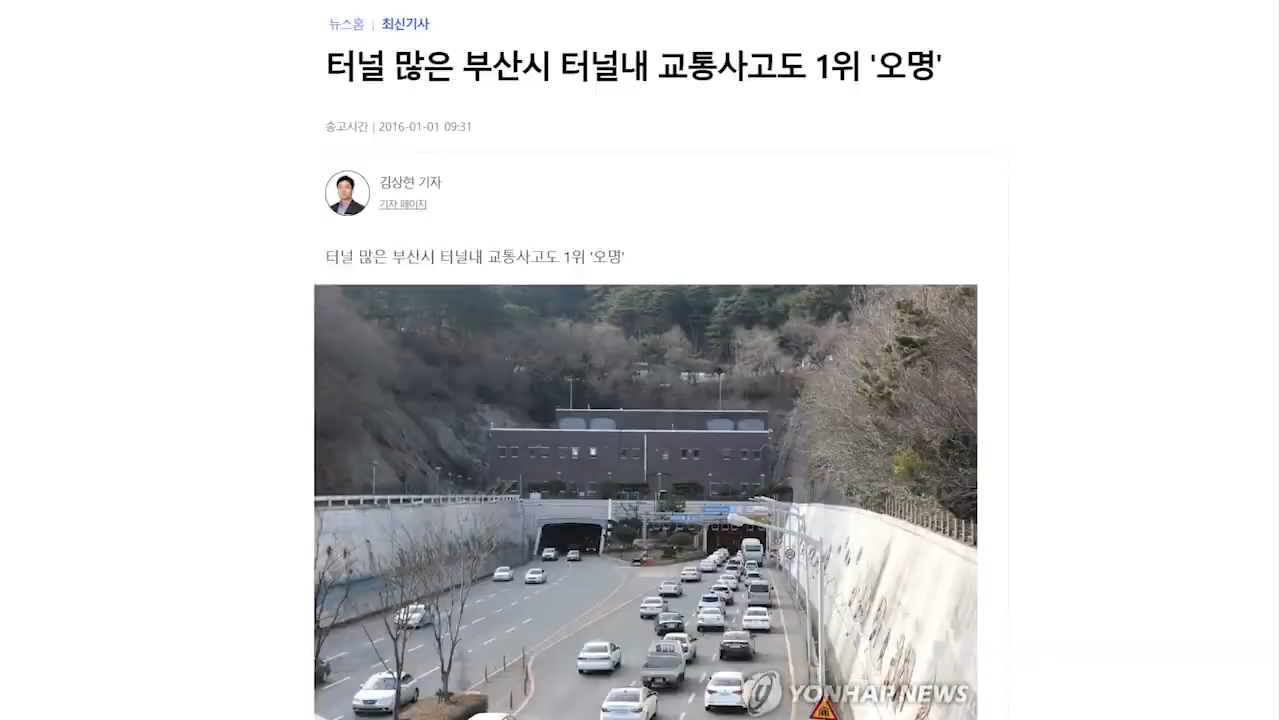 뉴스홈 | 최신기사
터널 많은 부산시 터널내 교통사고도 1위 '오명'
송고시간 | 2016-01-01 09:31
김상현 기자
기자 페이지
터널 많은 부산시 터널내 교통사고도 1위 '오명'
YONHAP NEWS